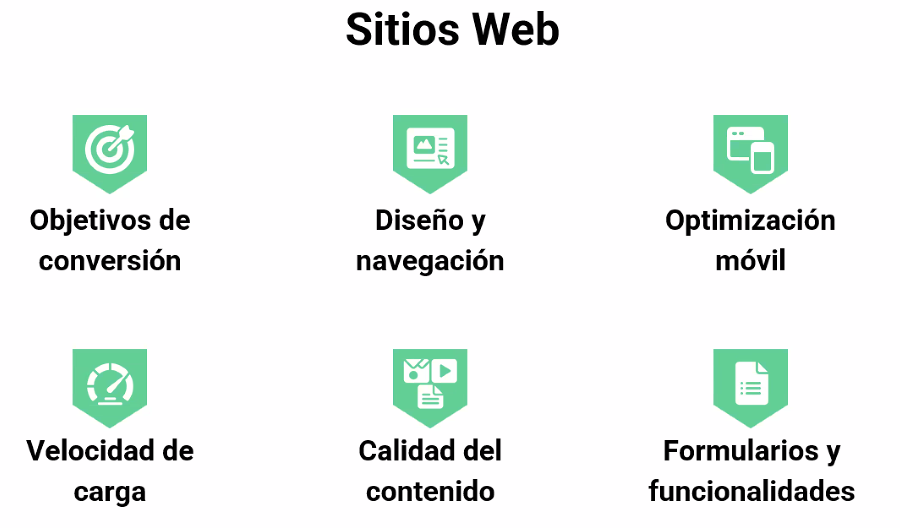 Sitios Web
Objetivos de
conversión
Diseño y
navegación
Optimización
móvil
Velocidad de
carga
Calidad del
contenido
Formularios y
funcionalidades